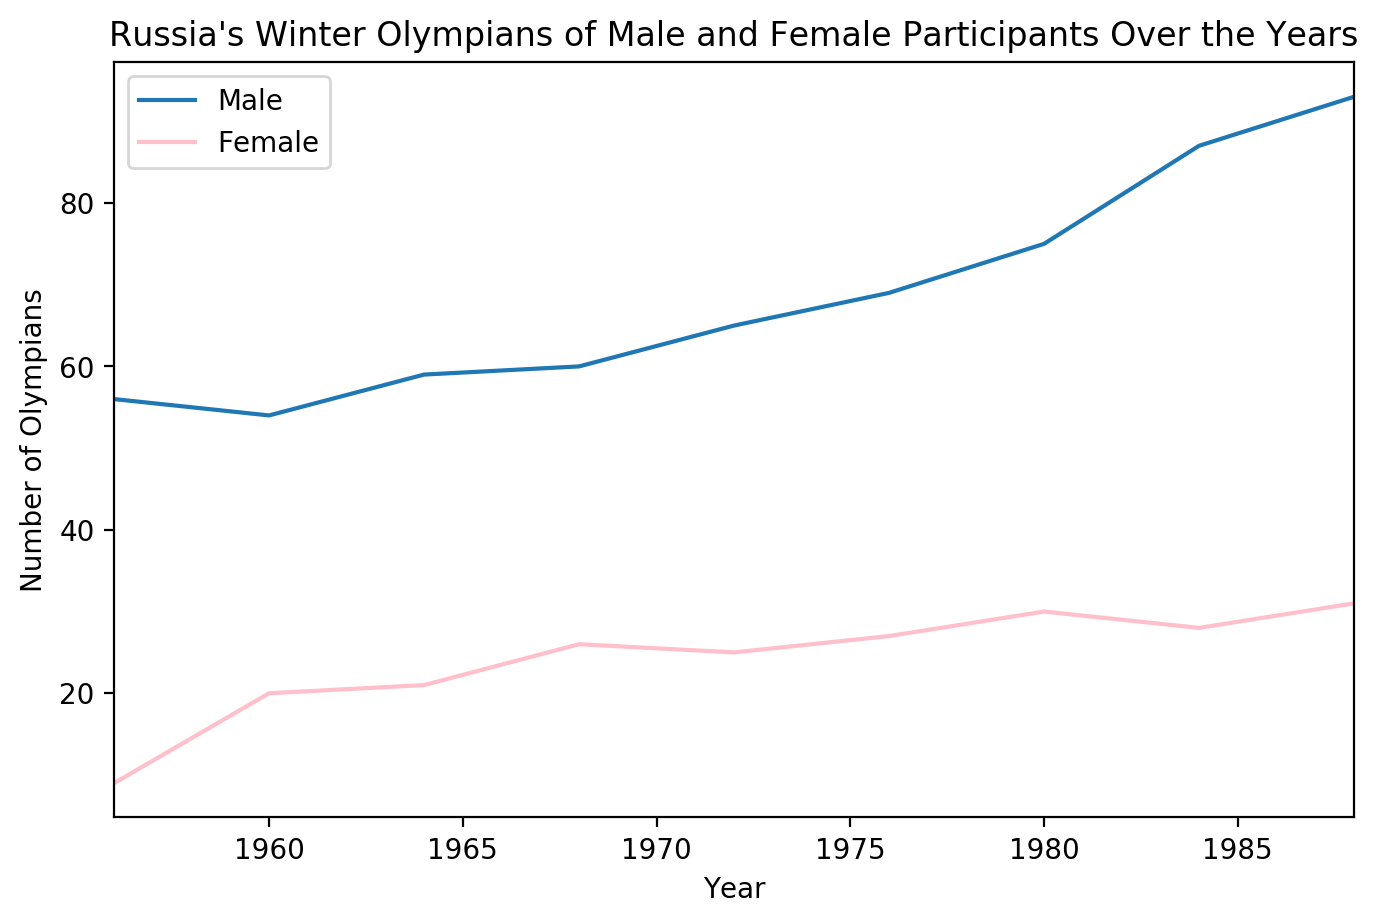 Russia's Winter Olympians of Male and Female Participants Over the Years
Male
Female
Number of Olympians
80
60
40
20
1960 1965 1970 1975 1980 1985
Year